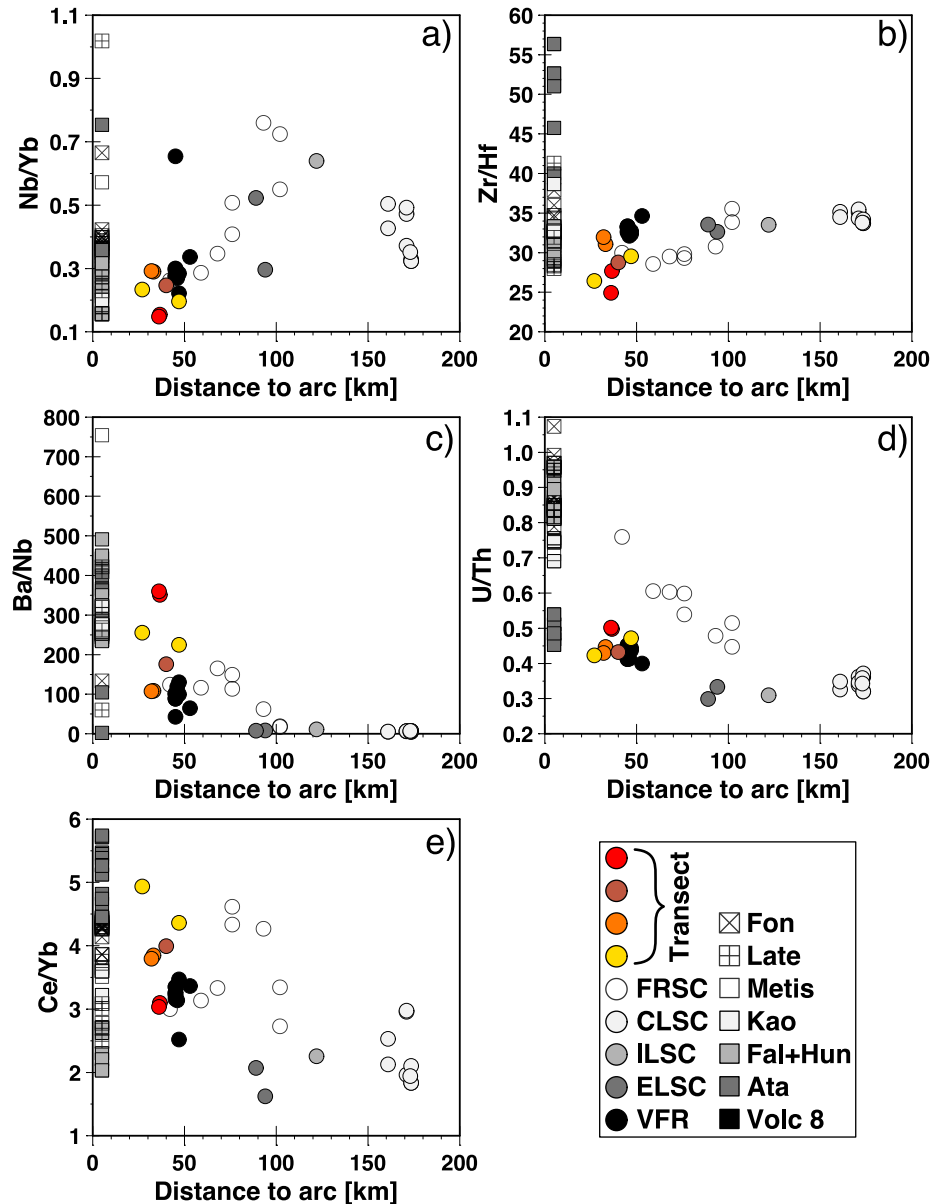 a)
1.1
0.9
0.7
0.5
0.3
0.1
Nb/Yb
0 50 100 150 200
Distance to arc [km]
b)
60
55
50
45
40
35
30
25
20
Zr/Hf
0 50 100 150 200
Distance to arc [km]
c)
800
700
600
500
400
300
200
100
0
Ba/Nb
0 50 100 150 200
Distance to arc [km]
d)
1.1
1.0
0.9
0.8
0.7
0.6
0.5
0.4
0.3
0.2
U/Th
0 50 100 150 200
Distance to arc [km]
e)
6
5
4
3
2
1
Ce/Yb
0 50 100 150 200
Distance to arc [km]
Transect
FRSC
CLSC
ILSC
ELSC
VFR
Fon
Late
Metis
Kao
Fal+Hun
Ata
Volc 8